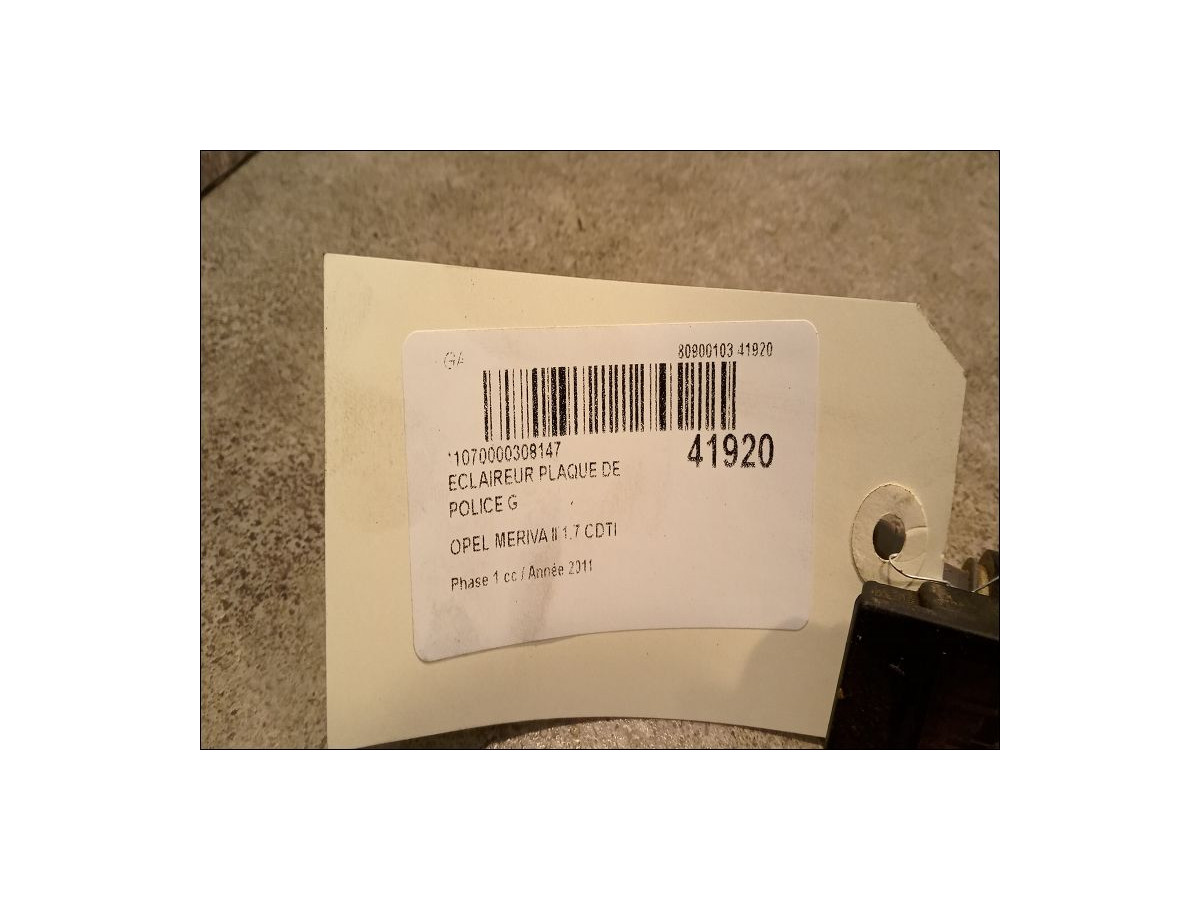 GA
80900103 41920
*1070000308147
41920
ECLAIREUR PLAQUE DE
POLICE G
OPEL MERIVA II 1.7 CDTI
Phase 1 cc / Année 2011